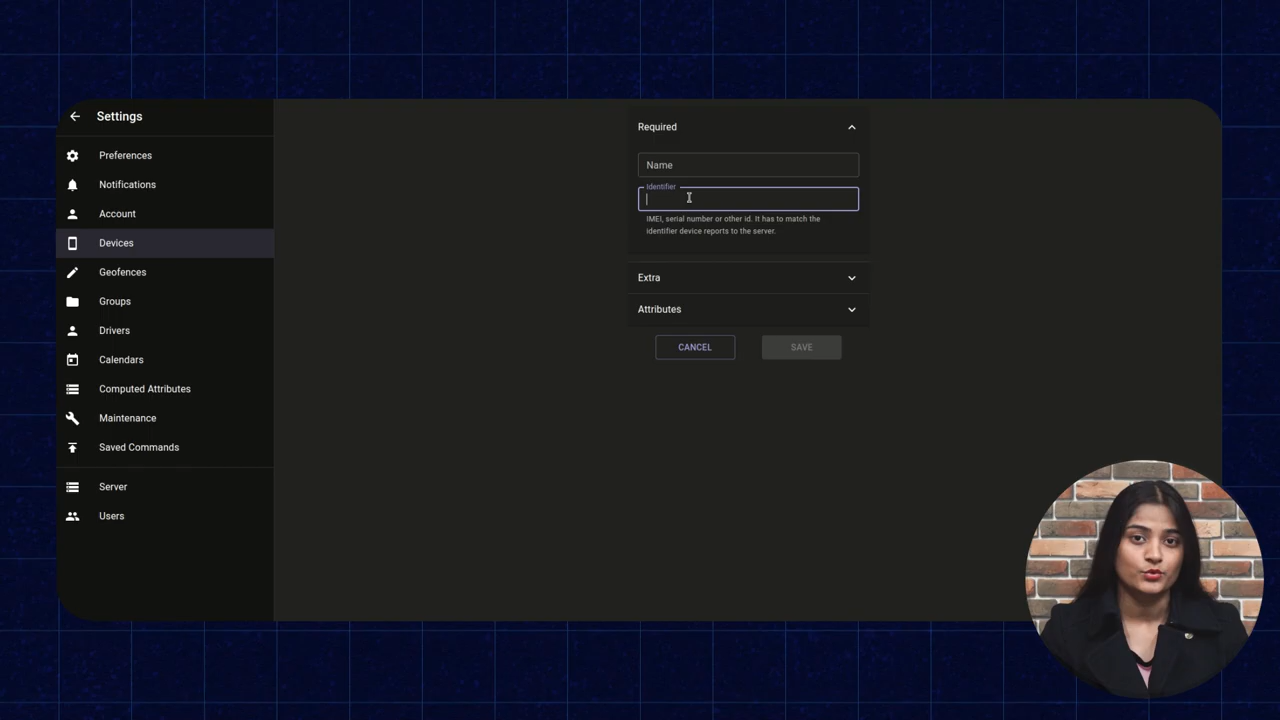 Settings
Preferences
Notifications
Account
Devices
Geofences
Groups
Drivers
Calendars
Computed Attributes
Maintenance
Saved Commands
Server
Users
Required
Name
Identifier
IMEI, serial number or other id. It has to match the
identifier device reports to the server.
Extra
Attributes
CANCEL
SAVE